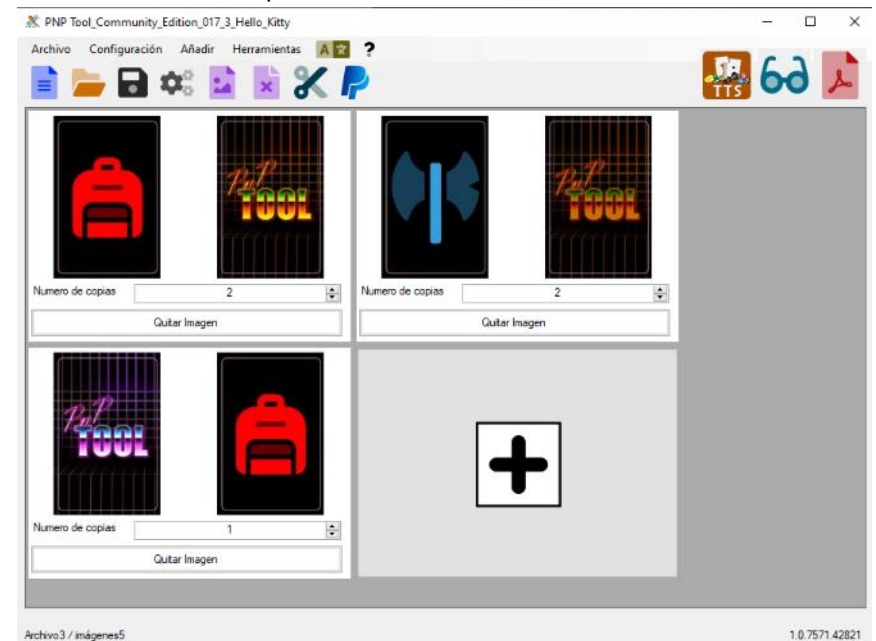 PNP Tool_Community_Edition_017_3_Hello_Kitty
Archivo Configuración Añadir Herramientas A ?
TTS
PnP
TOOL
PnP
TOOL
Numero de copias 2
Numero de copias 2
Quitar Imagen
Quitar Imagen
PnP
TOOL
Numero de copias 1
Quitar Imagen
Archivo3 / imágenes5
1.0.7571.42821